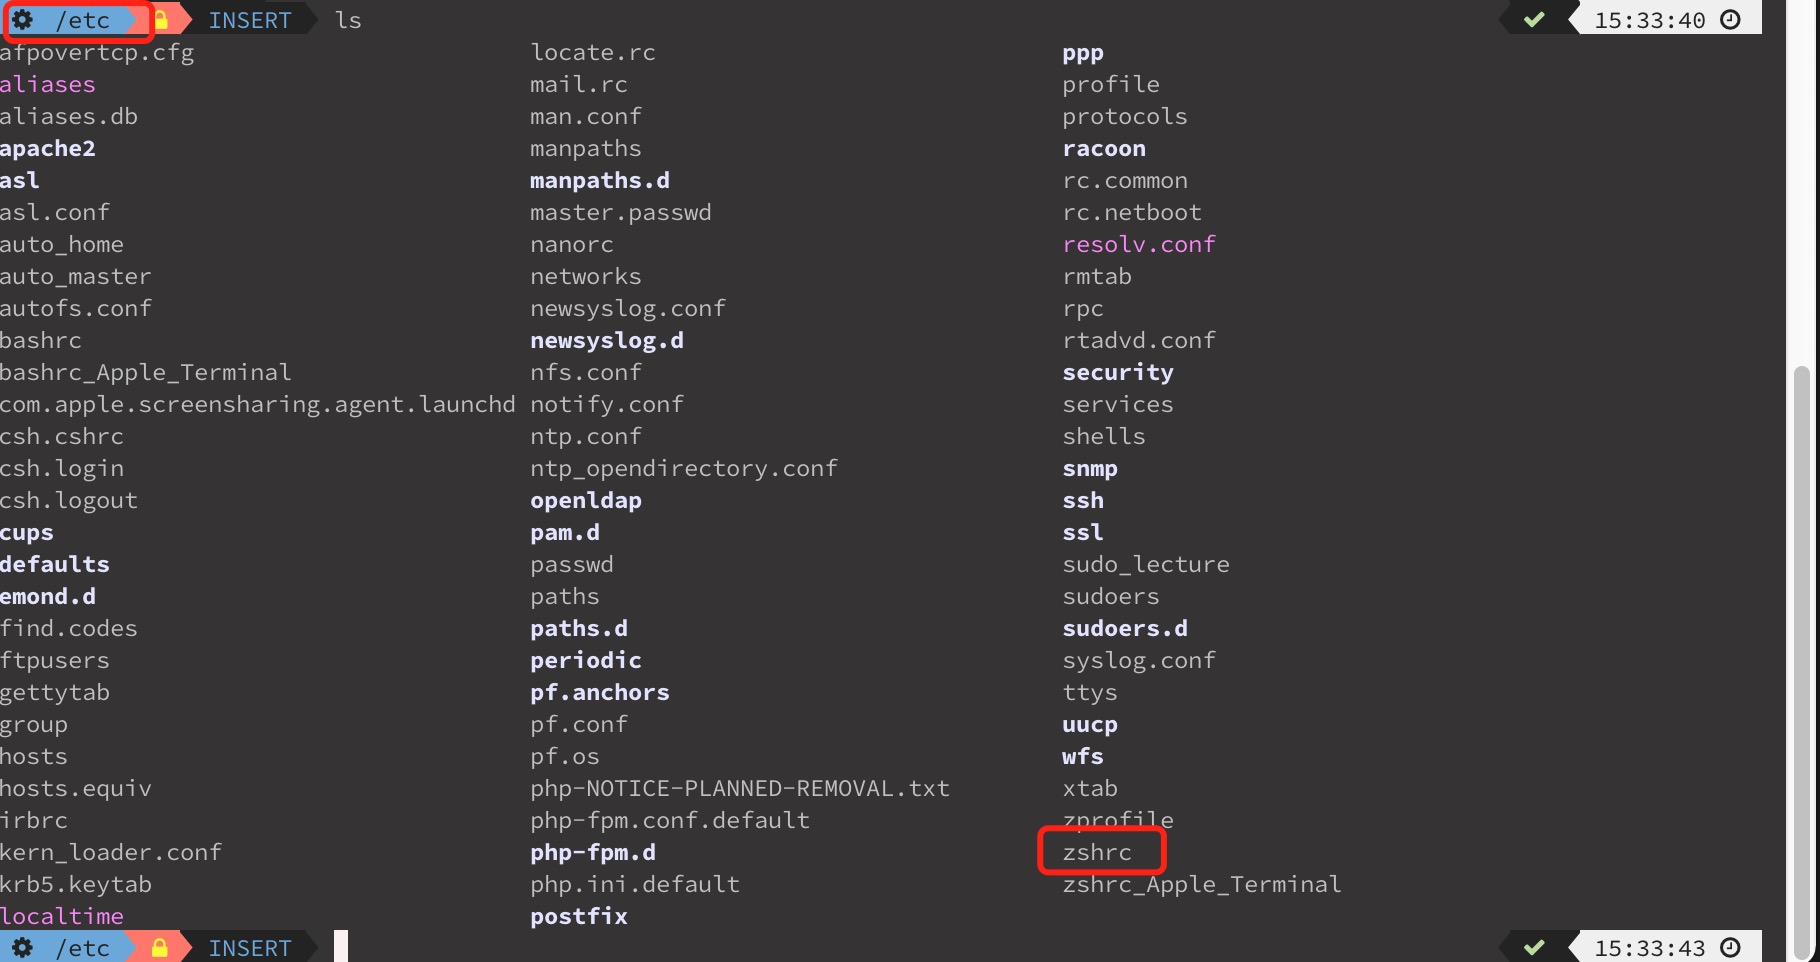 /etc INSERT ls 15:33:40
afpovertcp.cfg locate.rc ppp
aliases mail.rc profile
aliases.db man.conf protocols
apache2 manpaths racoon
asl manpaths.d rc.common
asl.conf master.passwd rc.netboot
auto_home nanorc resolv.conf
auto_master networks rmtab
autofs.conf newsyslog.conf rpc
bashrc newsyslog.d rtadvd.conf
bashrc_Apple_Terminal nfs.conf security
com.apple.screensharing.agent.launchd notify.conf services
csh.cshrc ntp.conf shells
csh.login ntp_opendirectory.conf snmp
csh.logout openldap ssh
cups pam.d ssl
defaults passwd sudo_lecture
emond.d paths sudoers
find.codes paths.d sudoers.d
ftpusers periodic syslog.conf
gettytab pf.anchors ttys
group pf.conf uucp
hosts pf.os wfs
hosts.equiv php-NOTICE-PLANNED-REMOVAL.txt xtab
irbrc php-fpm.conf.default zprofile
kern_loader.conf php-fpm.d zshrc
krb5.keytab php.ini.default zshrc_Apple_Terminal
localtime postfix
/etc INSERT 15:33:43